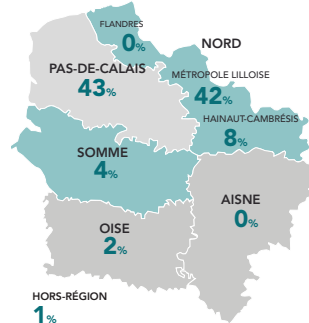 FLANDRES
0%
NORD
PAS-DE-CALAIS
43%
MÉTROPOLE LILLOISE
42%
HAINAUT-CAMBRÉSIS
8%
SOMME
4%
AISNE
0%
OISE
2%
HORS-RÉGION
1%